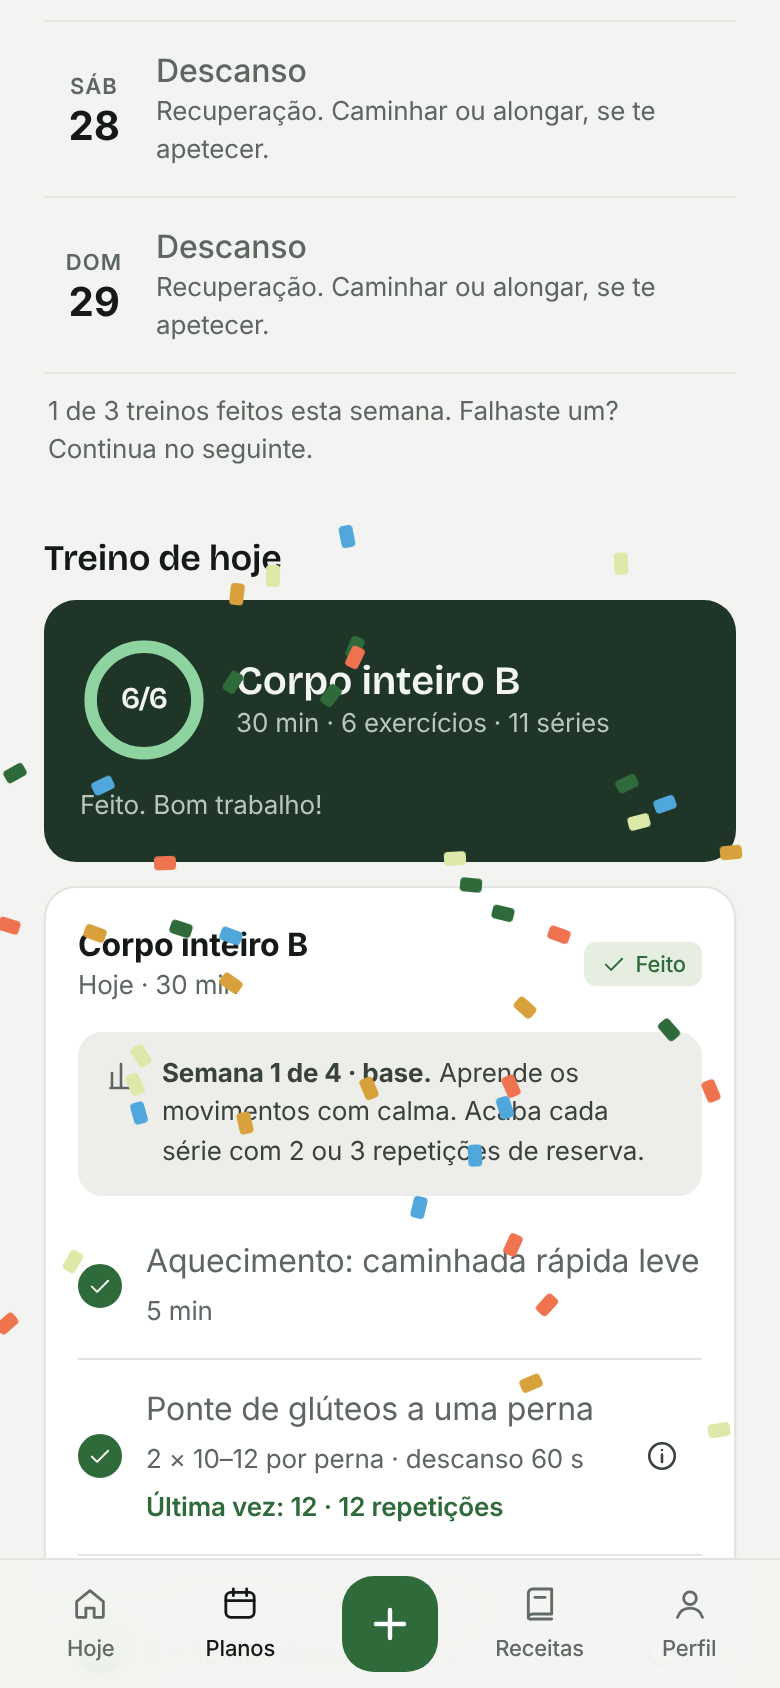 SÁB
28
Descanso
Recuperação. Caminhar ou alongar, se te
apetecer.
DOM
29
Descanso
Recuperação. Caminhar ou alongar, se te
apetecer.
1 de 3 treinos feitos esta semana. Falhaste um?
Continua no seguinte.
Treino de hoje
6/6
Corpo inteiro B
30 min · 6 exercícios · 11 séries
Feito. Bom trabalho!
Corpo inteiro B
Hoje · 30 min
Feito
Semana 1 de 4 · base. Aprende os
movimentos com calma. Acaba cada
série com 2 ou 3 repetições de reserva.
Aquecimento: caminhada rápida leve
5 min
Ponte de glúteos a uma perna
2 × 10–12 por perna · descanso 60 s
Última vez: 12 · 12 repetições
Hoje
Planos
Receitas
Perfil